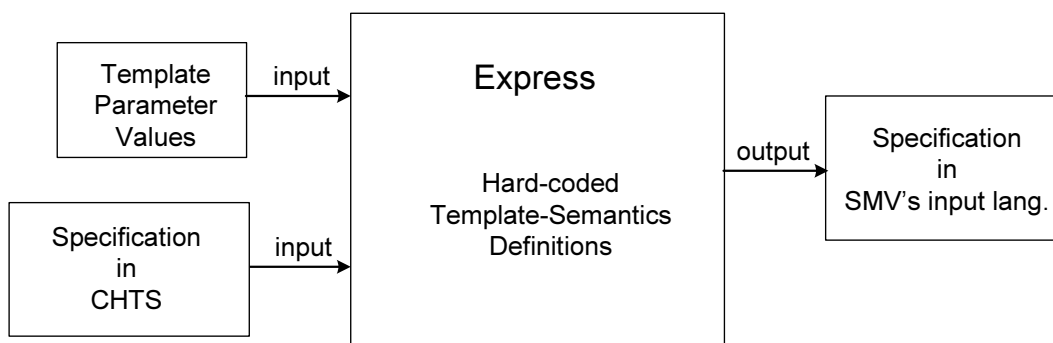 Template
Parameter
Values
input
Specification
in
CHTS
input
Express
Hard-coded
Template-Semantics
Definitions
output
Specification
in
SMV's input lang.